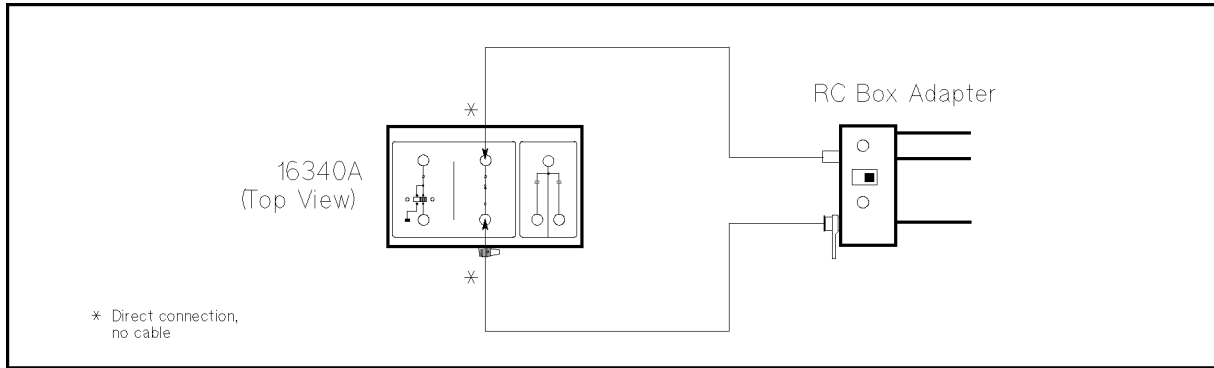 RC Box Adapter
*
16340A
(Top View)
*
* Direct connection,
no cable